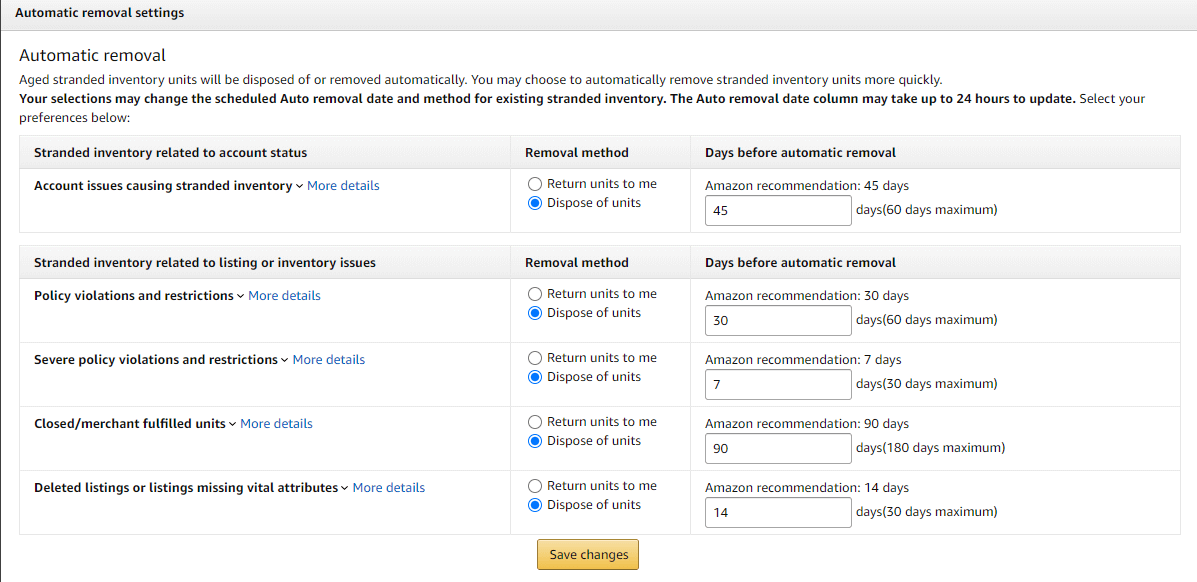 Automatic removal settings
Automatic removal
Aged stranded inventory units will be disposed of or removed automatically. You may choose to automatically remove stranded inventory units more quickly.
Your selections may change the scheduled Auto removal date and method for existing stranded inventory. The Auto removal date column may take up to 24 hours to update. Select your
preferences below:
Stranded inventory related to account status Removal method Days before automatic removal
Account issues causing stranded inventory More details
Return units to me
Dispose of units
Amazon recommendation: 45 days
45 days(60 days maximum)
Stranded inventory related to listing or inventory issues Removal method Days before automatic removal
Policy violations and restrictions More details
Return units to me
Dispose of units
Amazon recommendation: 30 days
30 days(60 days maximum)
Severe policy violations and restrictions More details
Return units to me
Dispose of units
Amazon recommendation: 7 days
7 days(30 days maximum)
Closed/merchant fulfilled units More details
Return units to me
Dispose of units
Amazon recommendation: 90 days
90 days(180 days maximum)
Deleted listings or listings missing vital attributes More details
Return units to me
Dispose of units
Amazon recommendation: 14 days
14 days(30 days maximum)
Save changes